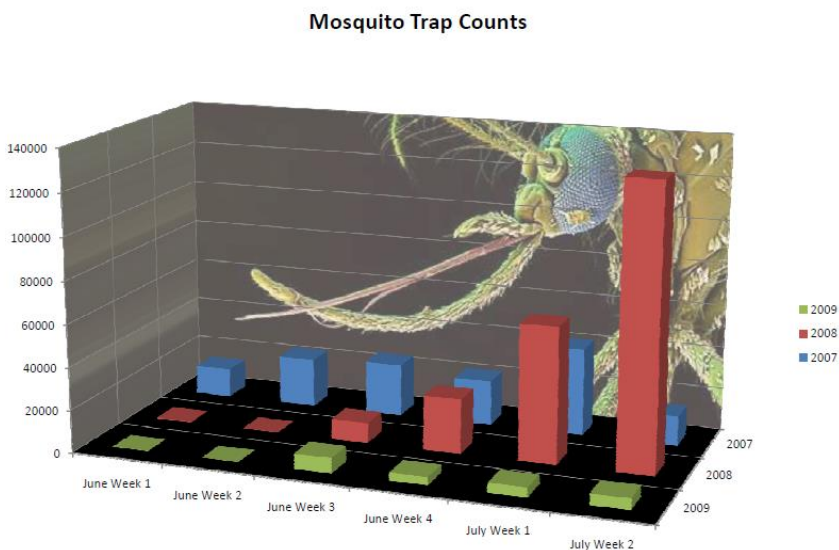 Mosquito Trap Counts
140000
120000
100000
80000
60000
40000
20000
0
June Week 1
June Week 2
June Week 3
June Week 4
July Week 1
July Week 2
2007
2008
2009
2009
2008
2007